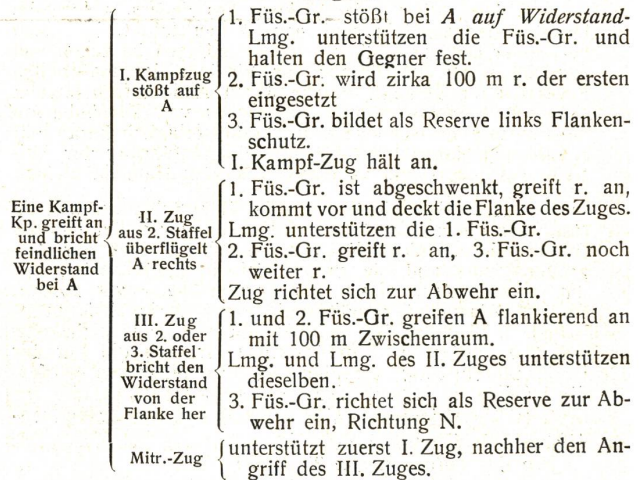 Eine Kampf-
Kp. greift an
und bricht
feindlichen
Widerstand
bei A
I. Kampfzug
stößt auf
A
1. Füs.-Gr. stößt bei A auf Widerstand-
Lmg. unterstützen die Füs.-Gr. und
halten den Gegner fest.
2. Füs.-Gr. wird zirka 100 m r. der ersten
eingesetzt
3. Füs.-Gr. bildet als Reserve links Flanken-
schutz.
I. Kampf-Zug hält an.
II. Zug
aus 2. Staffel
überflügelt
A rechts
1. Füs.-Gr. ist abgeschwenkt, greift r. an,
kommt vor und deckt die Flanke des Zuges.
Lmg. unterstützen die 1. Füs.-Gr.
2. Füs.-Gr. greift r. an, 3. Füs.-Gr. noch
weiter r.
Zug richtet sich zur Abwehr ein.
III. Zug
aus 2. oder
3. Staffel
bricht den
Widerstand
von der
Flanke her
1. und 2. Füs.-Gr. greifen A flankierend an
mit 100 m Zwischenraum.
Lmg. und Lmg. des II. Zuges unterstützen
dieselben.
3. Füs.-Gr. richtet sich als Reserve zur Ab-
wehr ein, Richtung N.
Mitr.-Zug
unterstützt zuerst I. Zug, nachher den An-
griff des III. Zuges.